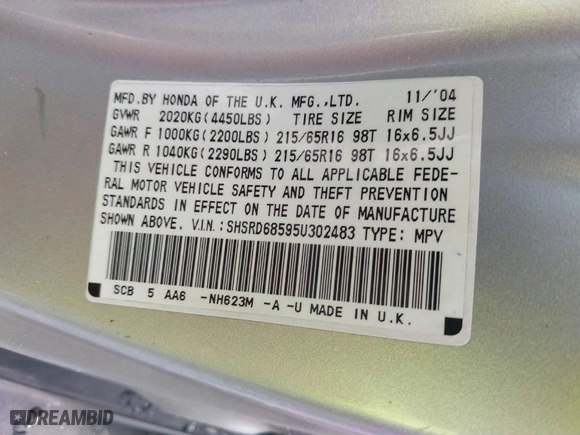 MFD.BY HONDA OF THE U.K. MFG.,LTD. 11/'04
GVWR 2020KG(4450LBS) TIRE SIZE RIM SIZE
GAWR F 1000KG(2200LBS) 215/65R16 98T 16x6.5JJ
GAWR R 1040KG(2290LBS) 215/65R16 98T 16x6.5JJ
THIS VEHICLE CONFORMS TO ALL APPLICABLE FEDE-
RAL MOTOR VEHICLE SAFETY AND THEFT PREVENTION
STANDARDS IN EFFECT ON THE DATE OF MANUFACTURE
SHOWN ABOVE. V.I.N.:SHSRD68595U302483 TYPE: MPV
SCB 5 AA6 -NH623M -A -U MADE IN U.K.
DREAMBID